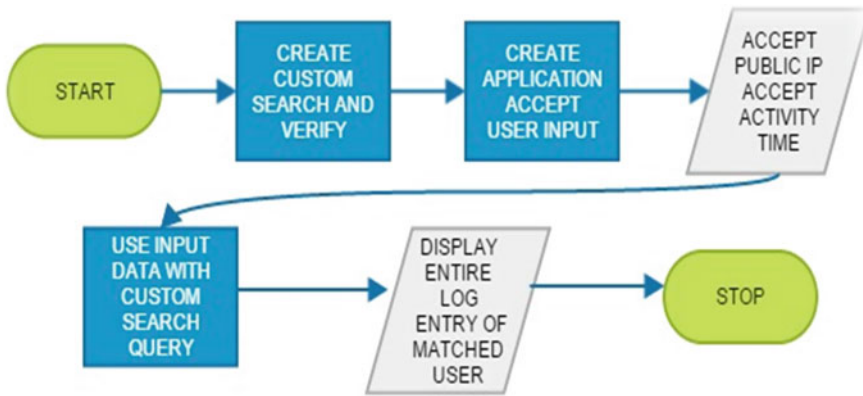 START
CREATE
CUSTOM
SEARCH AND
VERIFY
CREATE
APPLICATION
ACCEPT
USER INPUT
ACCEPT
PUBLIC IP
ACCEPT
ACTIVITY
TIME
USE INPUT
DATA WITH
CUSTOM
SEARCH
QUERY
DISPLAY
ENTIRE
LOG
ENTRY OF
MATCHED
USER
STOP